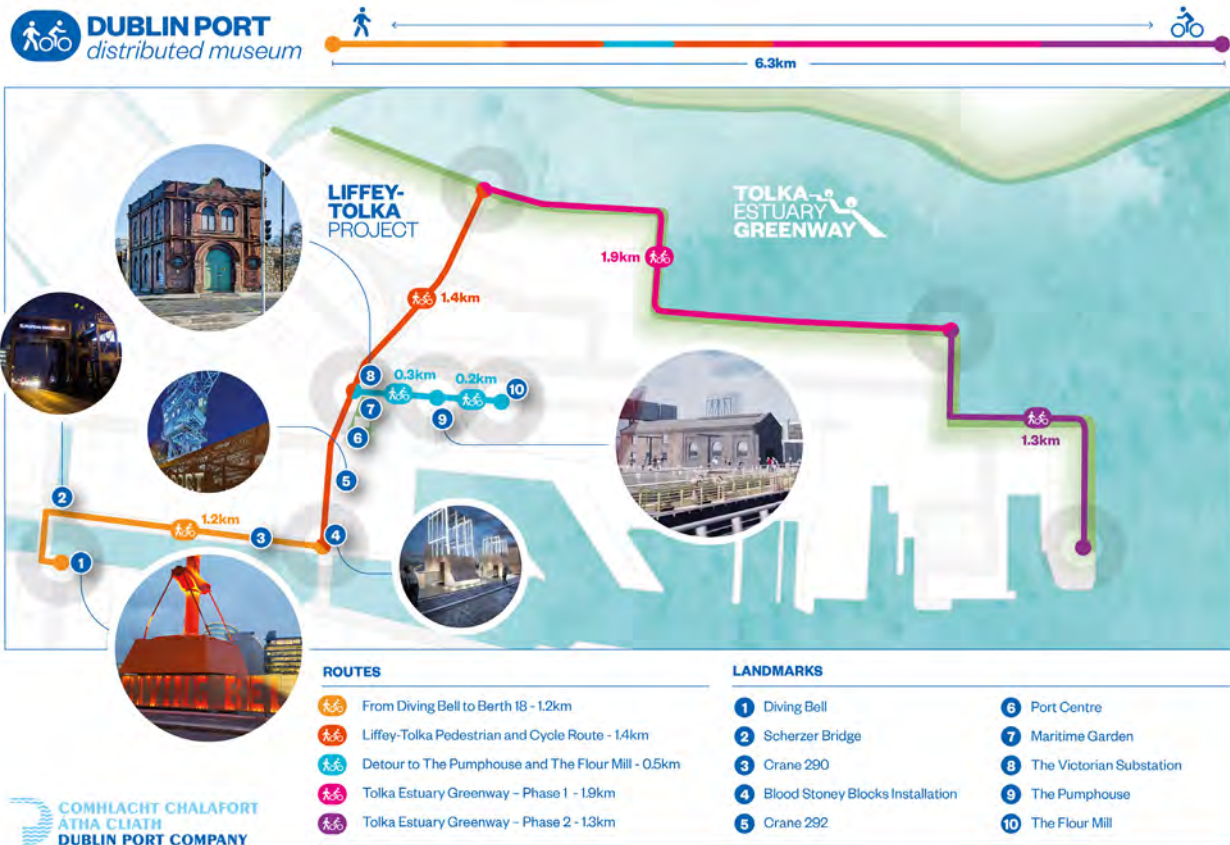 DUBLIN PORT
distributed museum
6.3km
LIFFEY-
TOLKA
PROJECT
TOLKA
ESTUARY
GREENWAY
1.9km
1.4km
8
0.3km
0.2km
10
7
9
6
1.3km
5
2
1.2km
3
4
1
DIVING BE
ROUTES
From Diving Bell to Berth 18 - 1.2km
Liffey-Tolka Pedestrian and Cycle Route - 1.4km
Detour to The Pumphouse and The Flour Mill - 0.5km
Tolka Estuary Greenway – Phase 1 - 1.9km
Tolka Estuary Greenway – Phase 2 - 1.3km
LANDMARKS
1 Diving Bell
2 Scherzer Bridge
3 Crane 290
4 Blood Stoney Blocks Installation
5 Crane 292
6 Port Centre
7 Maritime Garden
8 The Victorian Substation
9 The Pumphouse
10 The Flour Mill
COMHLACHT CHALAFORT
ÁTHA CLIATH
DUBLIN PORT COMPANY